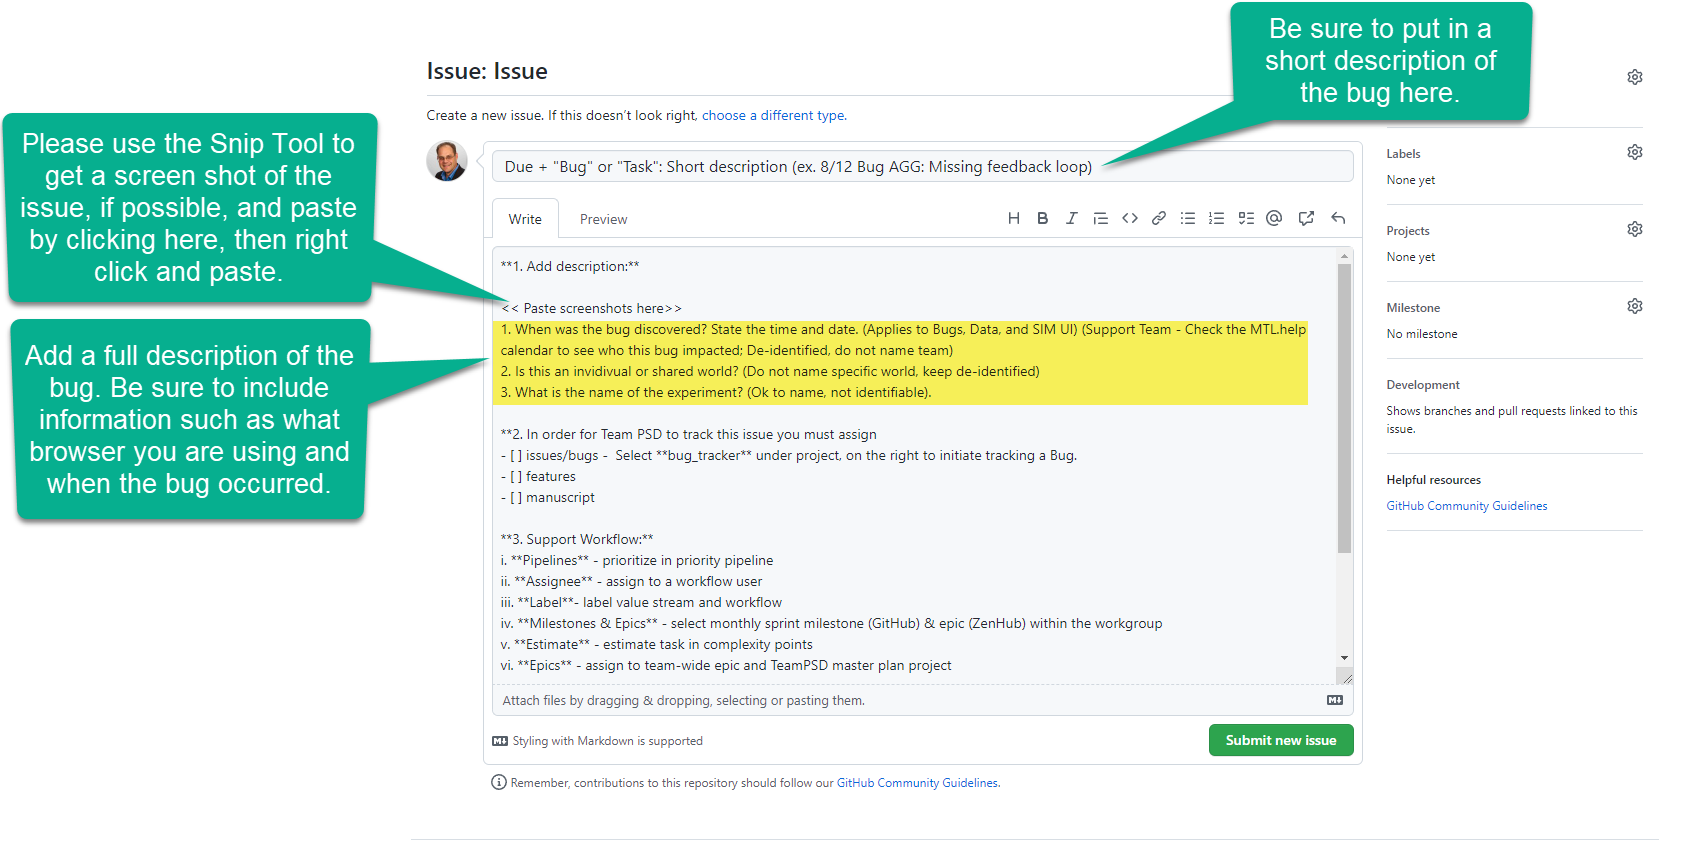 Be sure to put in a
short description of
the bug here.
Issue: Issue
Create a new issue. If this doesn't look right, choose a different type.
Please use the Snip Tool to
get a screen shot of the
issue, if possible, and paste
by clicking here, then right
click and paste.
Due + "Bug" or "Task": Short description (ex. 8/12 Bug AGG: Missing feedback loop)
Write
Preview
**1. Add description:**
<< Paste screenshots here>>
1. When was the bug discovered? State the time and date. (Applies to Bugs, Data, and SIM UI) (Support Team - Check the MTL.help
calendar to see who this bug impacted; De-identified, do not name team)
2. Is this an invidivual or shared world? (Do not name specific world, keep de-identified)
3. What is the name of the experiment? (Ok to name, not identifiable).
Add a full description of the
bug. Be sure to include
information such as what
browser you are using and
when the bug occurred.
**2. In order for Team PSD to track this issue you must assign
- [ ] issues/bugs -  Select **bug_tracker** under project, on the right to initiate tracking a Bug.
- [ ] features
- [ ] manuscript
**3. Support Workflow:**
i. **Pipelines** - prioritize in priority pipeline
ii. **Assignee** - assign to a workflow user
iii. **Label**- label value stream and workflow
iv. **Milestones & Epics** - select monthly sprint milestone (GitHub) & epic (ZenHub) within the workgroup
v. **Estimate** - estimate task in complexity points
vi. **Epics** - assign to team-wide epic and TeamPSD master plan project
Attach files by dragging & dropping, selecting or pasting them.
Styling with Markdown is supported
Submit new issue
Remember, contributions to this repository should follow our GitHub Community Guidelines.
Labels
None yet
Projects
None yet
Milestone
No milestone
Development
Shows branches and pull requests linked to this
issue.
Helpful resources
GitHub Community Guidelines